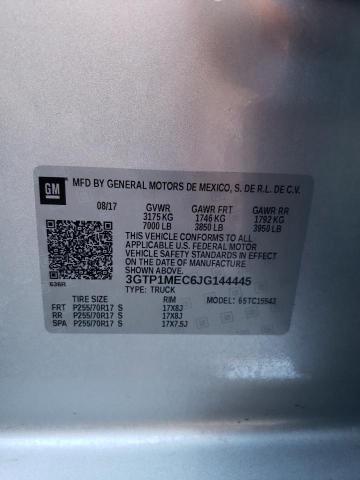 GM
MFD BY GENERAL MOTORS DE MEXICO, S. DE R.L. DE C.V.
08/17 GVWR GAWR FRT GAWR RR
3175 KG 1746 KG 1792 KG
7000 LB 3850 LB 3950 LB
THIS VEHICLE CONFORMS TO ALL
APPLICABLE U.S. FEDERAL MOTOR
VEHICLE SAFETY STANDARDS IN EFFECT
ON THE DATE OF MANUFACTURE SHOWN ABOVE.
3GTP1MEC6JG144445
636R TYPE: TRUCK
TIRE SIZE RIM MODEL: 65TC15543
FRT P255/70R17 S 17X8J
RR P255/70R17 S 17X8J
SPA P255/70R17 S 17X7.5J